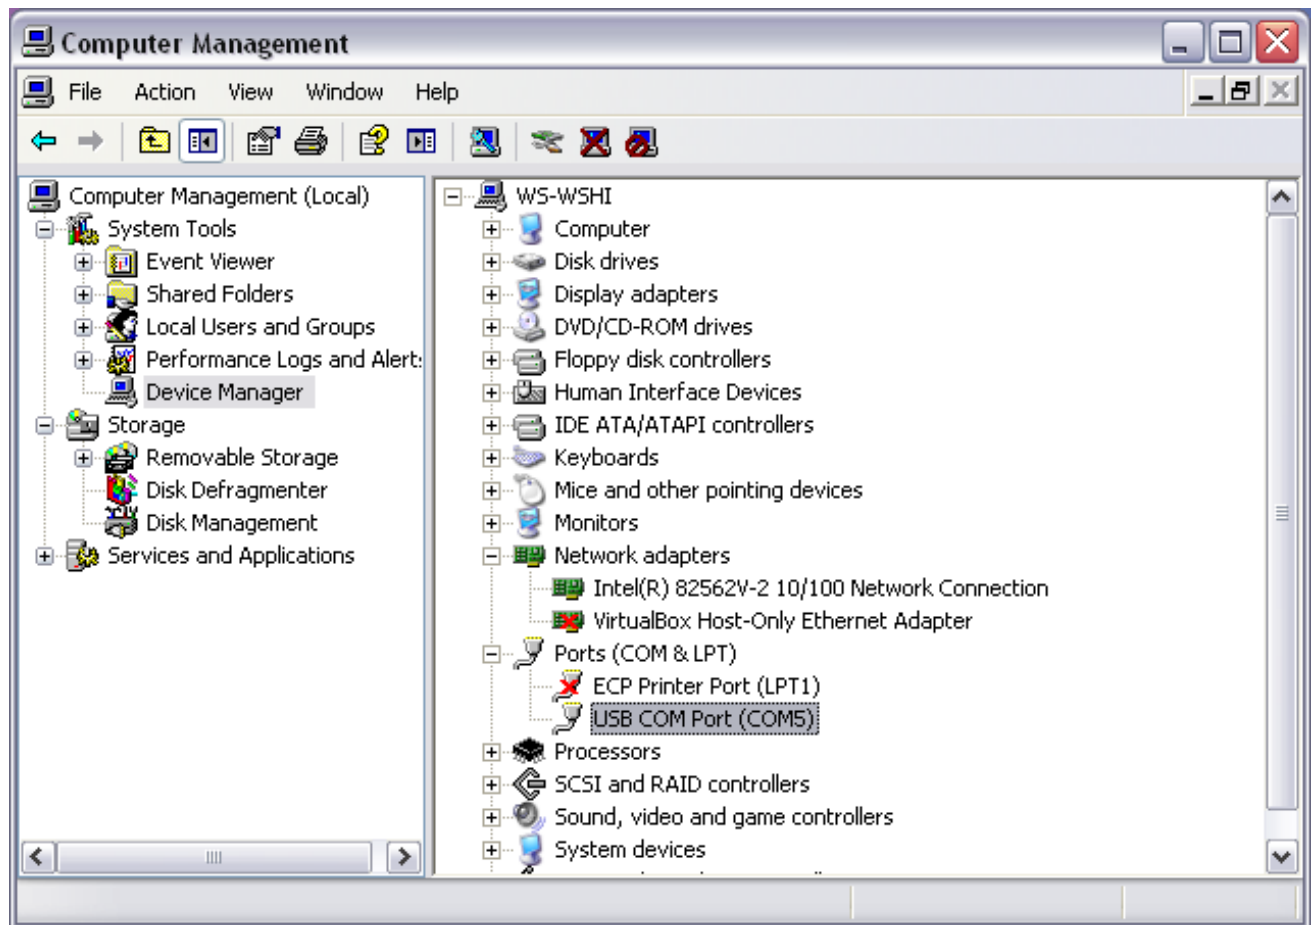 Computer Management
File Action View Window Help
Computer Management (Local)
System Tools
Event Viewer
Shared Folders
Local Users and Groups
Performance Logs and Alert
Device Manager
Storage
Removable Storage
Disk Defragmenter
Disk Management
Services and Applications
WS-WSHI
Computer
Disk drives
Display adapters
DVD/CD-ROM drives
Floppy disk controllers
Human Interface Devices
IDE ATA/ATAPI controllers
Keyboards
Mice and other pointing devices
Monitors
Network adapters
Intel(R) 82562V-2 10/100 Network Connection
VirtualBox Host-Only Ethernet Adapter
Ports (COM & LPT)
ECP Printer Port (LPT1)
USB COM Port (COM5)
Processors
SCSI and RAID controllers
Sound, video and game controllers
System devices